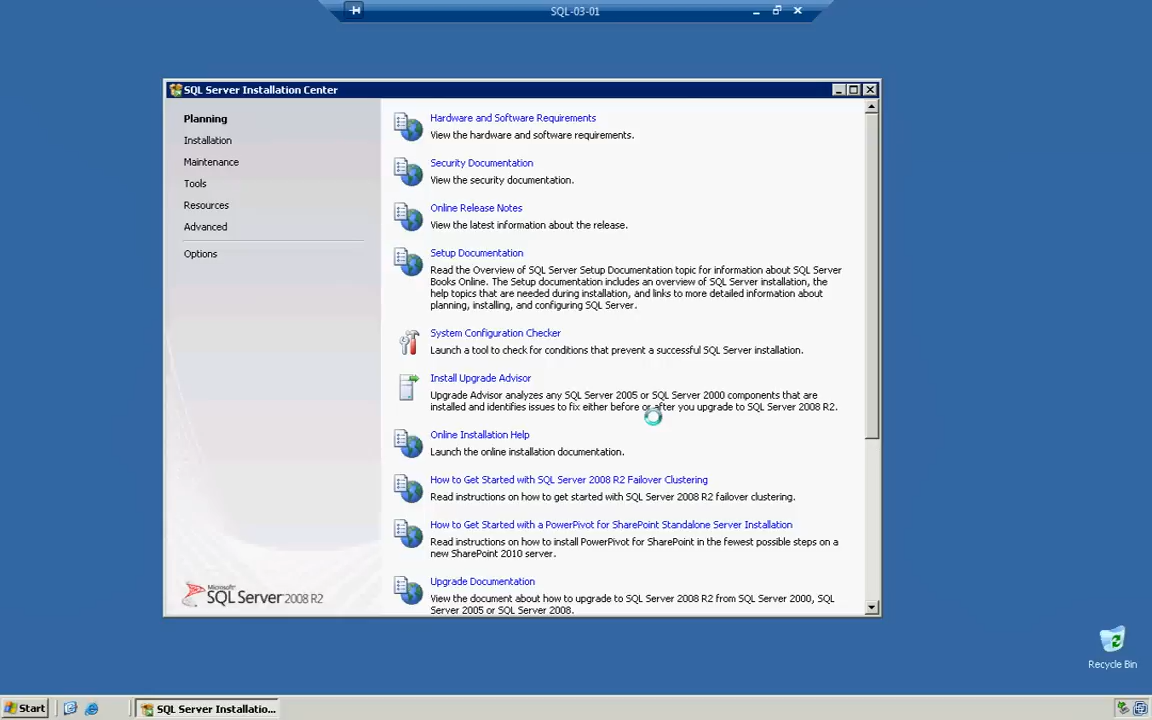 SQL-03-01
SQL Server Installation Center
Planning
Installation
Maintenance
Tools
Resources
Advanced
Options
Hardware and Software Requirements
View the hardware and software requirements.
Security Documentation
View the security documentation.
Online Release Notes
View the latest information about the release.
Setup Documentation
Read the Overview of SQL Server Setup Documentation topic for information about SQL Server
Books Online. The Setup documentation includes an overview of SQL Server installation, the
help topics that are needed during installation, and links to more detailed information about
planning, installing, and configuring SQL Server.
System Configuration Checker
Launch a tool to check for conditions that prevent a successful SQL Server installation.
Install Upgrade Advisor
Upgrade Advisor analyzes any SQL Server 2005 or SQL Server 2000 components that are
installed and identifies issues to fix either before or after you upgrade to SQL Server 2008 R2.
Online Installation Help
Launch the online installation documentation.
How to Get Started with SQL Server 2008 R2 Failover Clustering
Read instructions on how to get started with SQL Server 2008 R2 failover clustering.
How to Get Started with a PowerPivot for SharePoint Standalone Server Installation
Read instructions on how to install PowerPivot for SharePoint in the fewest possible steps on a
new SharePoint 2010 server.
Upgrade Documentation
View the document about how to upgrade to SQL Server 2008 R2 from SQL Server 2000, SQL
Server 2005 or SQL Server 2008.
Microsoft
SQL Server 2008 R2
Recycle Bin
Start
SQL Server Installatio...